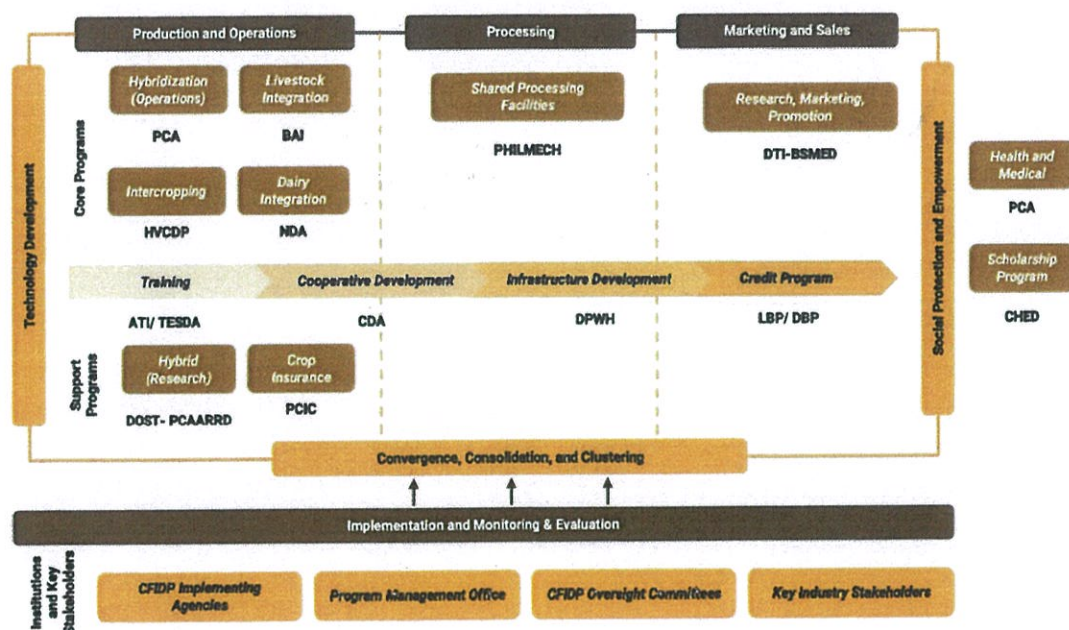 Production and Operations
Processing
Marketing and Sales
Technology Development
Core Programs
Hybridization
(Operations)
PCA
Livestock
Integration
BAI
Shared Processing
Facilities
PHILMECH
Research, Marketing,
Promotion
DTI-BSMED
Intercropping
HVCDP
Dairy
Integration
NDA
Training
Cooperative Development
Infrastructure Development
Credit Program
ATI/ TESDA
CDA
DPWH
LBP/ DBP
Support
Programs
Hybrid
(Research)
DOST- PCAARRD
Crop
Insurance
PCIC
Social Protection and Empowerment
Health and
Medical
PCA
Scholarship
Program
CHED
Convergence, Consolidation, and Clustering
Implementation and Monitoring & Evaluation
Institutions
and Key
Stakeholders
CFIDP Implementing
Agencies
Program Management Office
CFIDP Oversight Committees
Key Industry Stakeholders